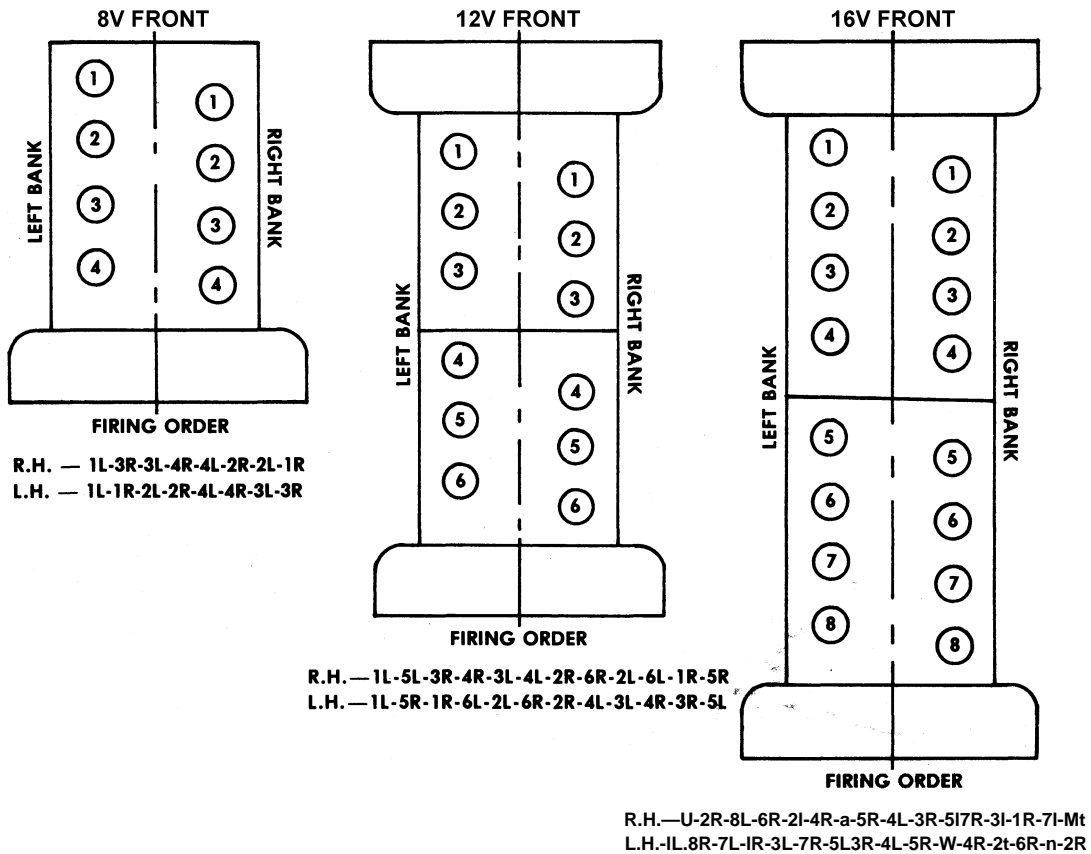 8V FRONT
LEFT BANK
1
2
3
4
1
2
3
4
RIGHT BANK
FIRING ORDER
R.H. — 1L-3R-3L-4R-4L-2R-2L-1R
L.H. — 1L-1R-2L-2R-4L-4R-3L-3R
12V FRONT
LEFT BANK
1
2
3
4
5
6
1
2
3
4
5
6
RIGHT BANK
FIRING ORDER
R.H.—1L-5L-3R-4R-3L-4L-2R-6R-2L-6L-1R-5R
L.H.—1L-5R-1R-6L-2L-6R-2R-4L-3L-4R-3R-5L
16V FRONT
LEFT BANK
1
2
3
4
5
6
7
8
1
2
3
4
5
6
7
8
RIGHT BANK
FIRING ORDER
R.H.—U-2R-8L-6R-2I-4R-a-5R-4L-3R-5I7R-3I-1R-7I-Mt
L.H.-IL.8R-7L-IR-3L-7R-5L3R-4L-5R-W-4R-2t-6R-n-2R